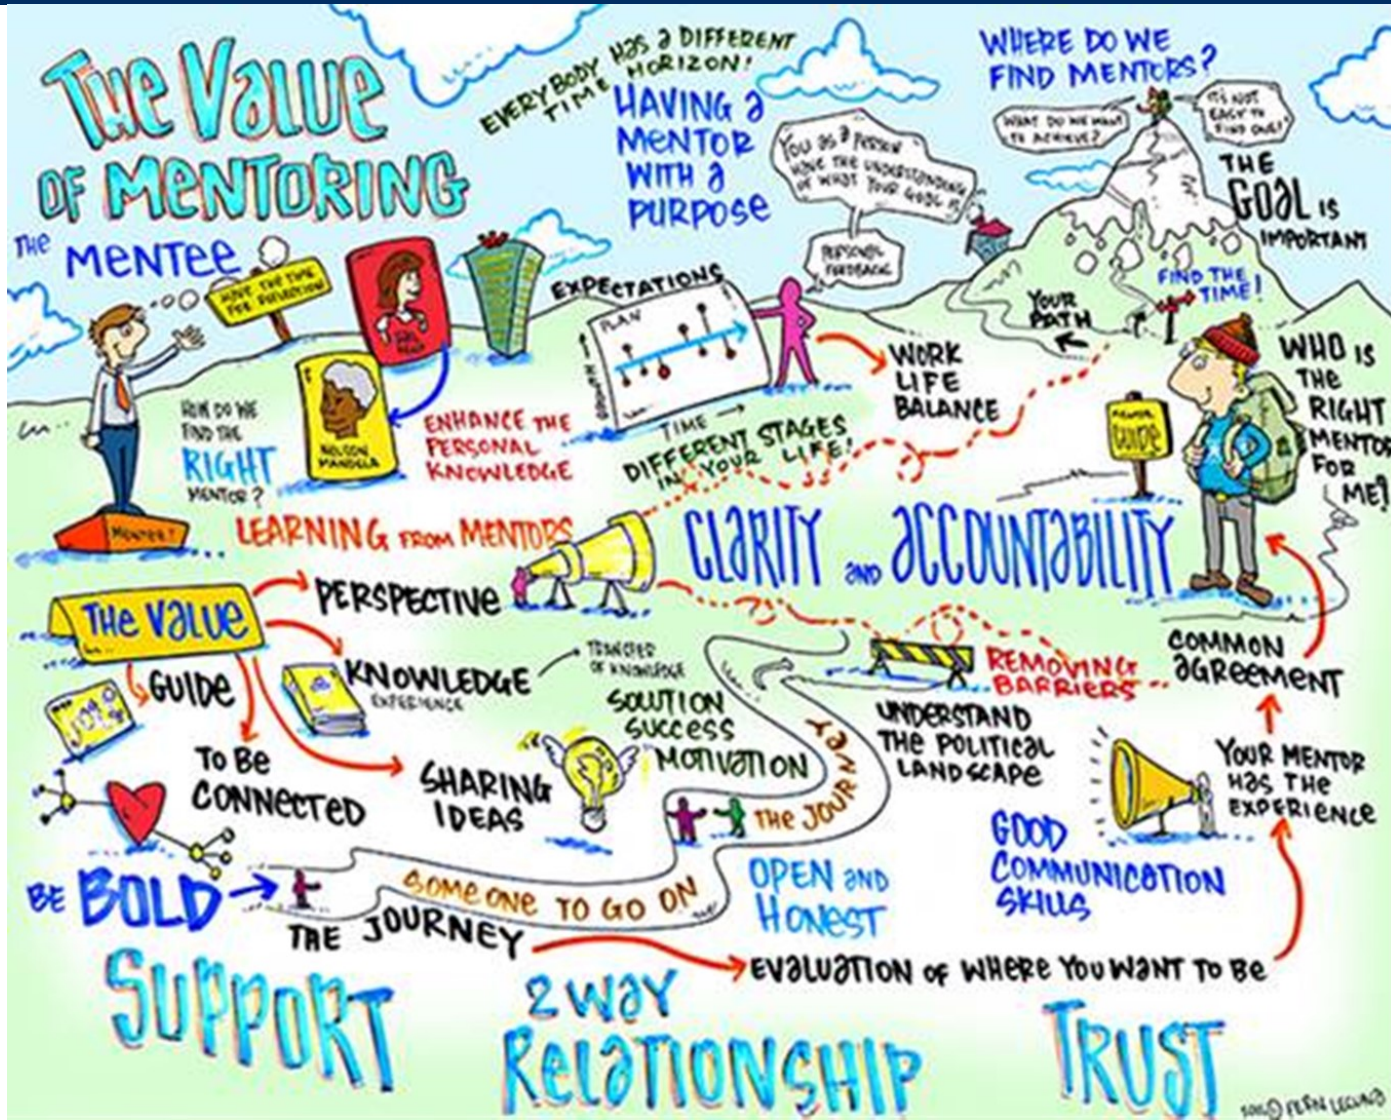 THE VALUE
OF MENTORING
EVERYBODY HAS A DIFFERENT
TIME HORIZON!
HAVING A
MENTOR
WITH A
PURPOSE
YOU AS A PERSON
HAVE THE UNDERSTANDING
OF WHAT YOUR GOAL IS
PERSONAL
FEEDBACK
WHERE DO WE
FIND MENTORS?
WHAT DO WE WANT
TO ACHIEVE?
IT'S NOT
EASY TO
FIND ONE!
THE
GOAL IS
IMPORTANT
FIND THE
TIME!
YOUR
PATH
THE MENTEE
HAVE THE TIME
FOR REFLECTION
NELSON
MANDELA
HOW DO WE
FIND THE
RIGHT
MENTOR?
MENTEE!
ENHANCE THE
PERSONAL
KNOWLEDGE
EXPECTATIONS
PLAN
TIME
DIFFERENT STAGES
IN YOUR LIFE!
WORK
LIFE
BALANCE
GUIDE
WHO IS
THE
RIGHT
MENTOR
FOR
ME?
LEARNING FROM MENTORS
CLARITY AND ACCOUNTABILITY
THE VALUE
PERSPECTIVE
KNOWLEDGE
EXPERIENCE
TRANSFER
OF KNOWLEDGE
GUIDE
TO BE
CONNECTED
SHARING
IDEAS
SOLUTION
SUCCESS
MOTIVATION
REMOVING
BARRIERS
UNDERSTAND
THE POLITICAL
LANDSCAPE
COMMON
AGREEMENT
YOUR MENTOR
HAS THE
EXPERIENCE
GOOD
COMMUNICATION
SKILLS
BE BOLD
SOMEONE TO GO ON
THE JOURNEY
OPEN AND
HONEST
THE JOURNEY
EVALUATION OF WHERE YOU WANT TO BE
SUPPORT
2 WAY
RELATIONSHIP
TRUST